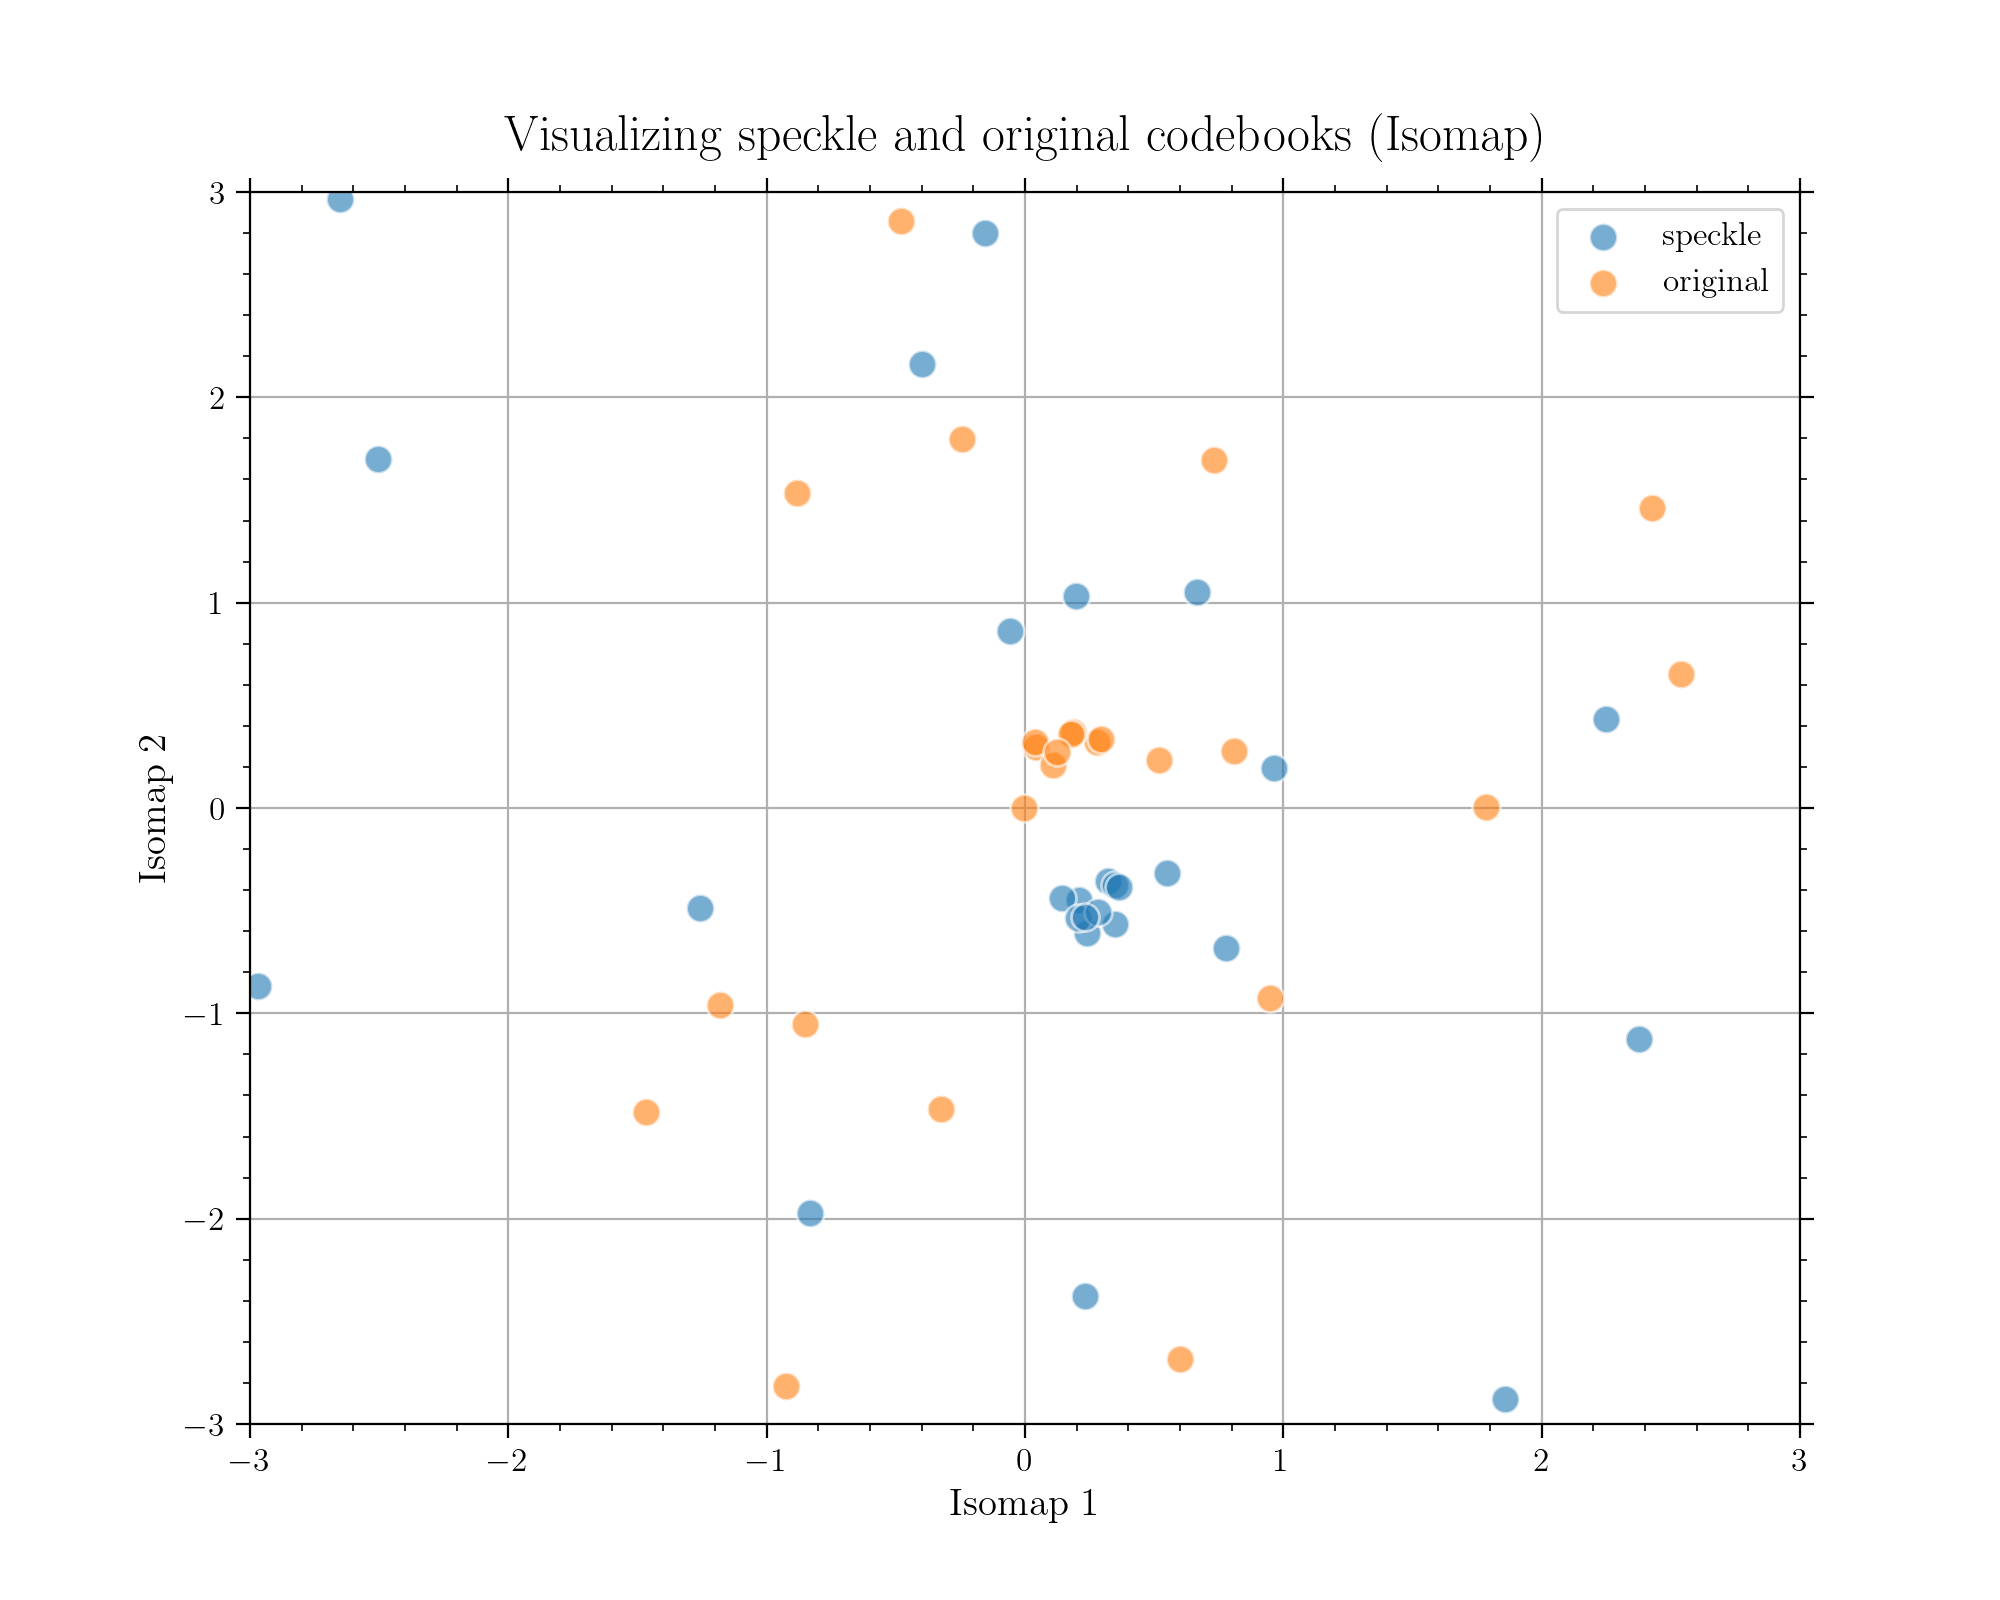 Visualizing speckle and original codebooks (Isomap)
speckle
original
3
2
1
0
−1
−2
−3
Isomap 2
−3 −2 −1 0 1 2 3
Isomap 1